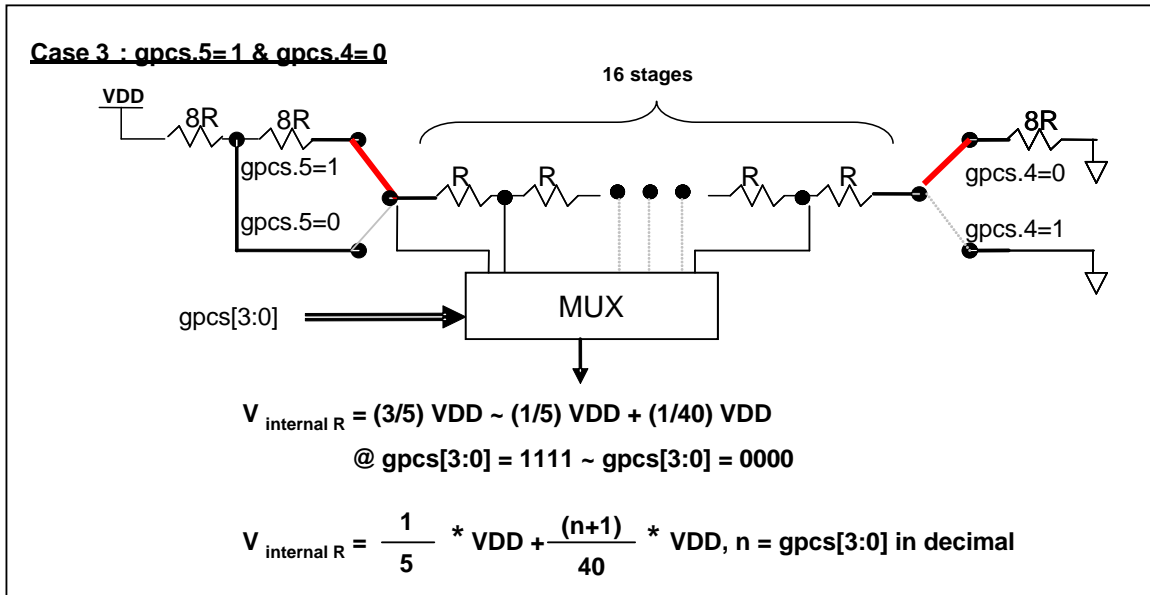 Case 3 : gpcs.5= 1 & gpcs.4= 0
16 stages
VDD
8R 8R 8R
gpcs.5=1 R R R R gpcs.4=0
gpcs.5=0 gpcs.4=1
MUX
gpcs[3:0]
V internal R = (3/5) VDD ~ (1/5) VDD + (1/40) VDD
@ gpcs[3:0] = 1111 ~ gpcs[3:0] = 0000
V internal R = 1/5 * VDD + (n+1)/40 * VDD, n = gpcs[3:0] in decimal